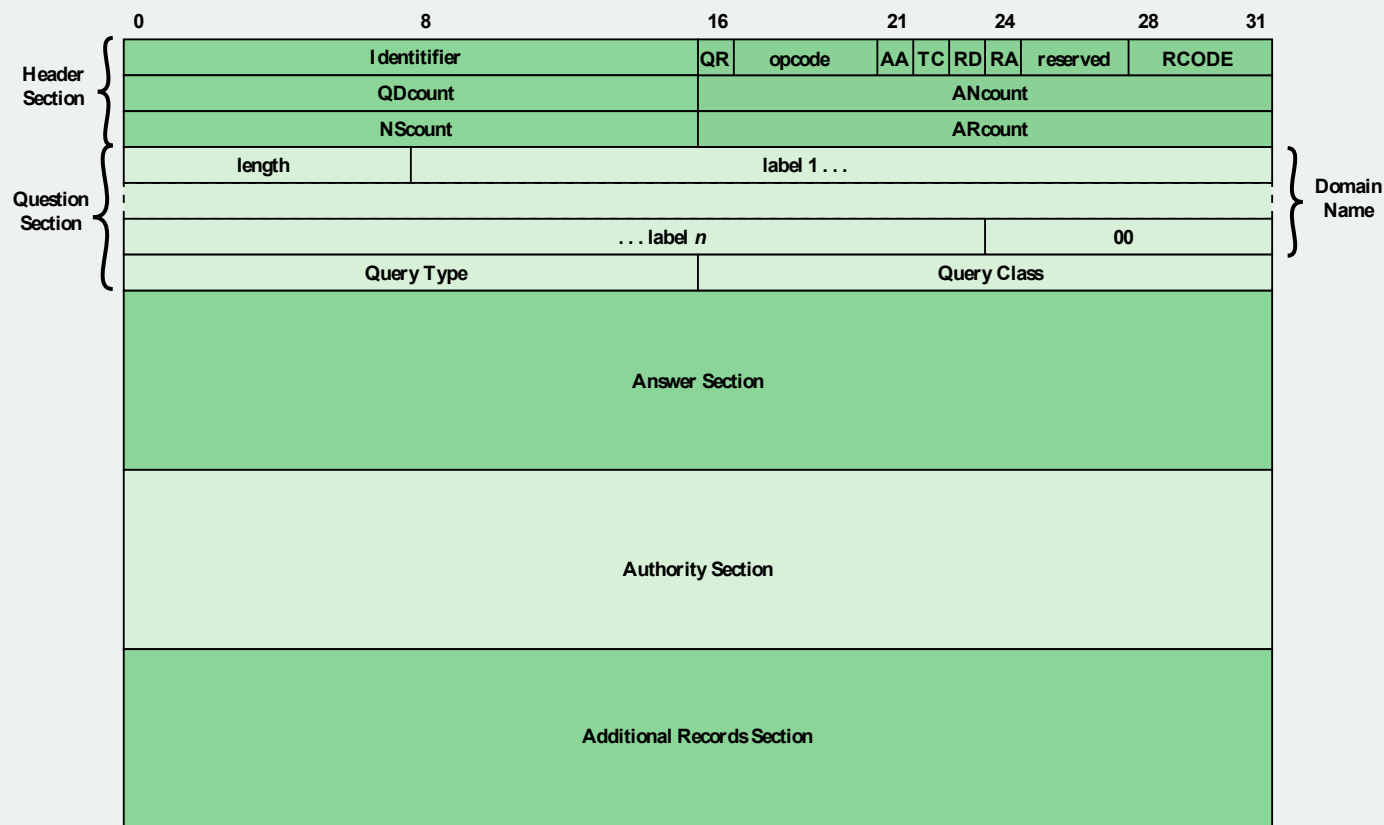 0 8 16 21 24 28 31
Header
Section
Identitifier QR opcode AA TC RD RA reserved RCODE
QDcount ANcount
NScount ARcount
Question
Section
length label 1 . . .
Domain
Name
. . . label n 00
Query Type Query Class
Answer Section
Authority Section
Additional Records Section